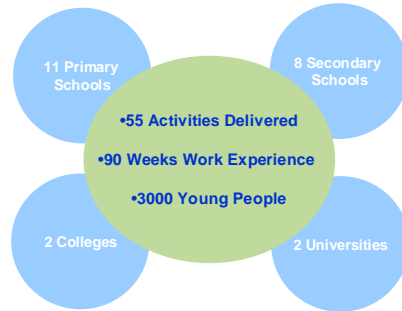 11 Primary
Schools
8 Secondary
Schools
•55 Activities Delivered
•90 Weeks Work Experience
•3000 Young People
2 Colleges
2 Universities